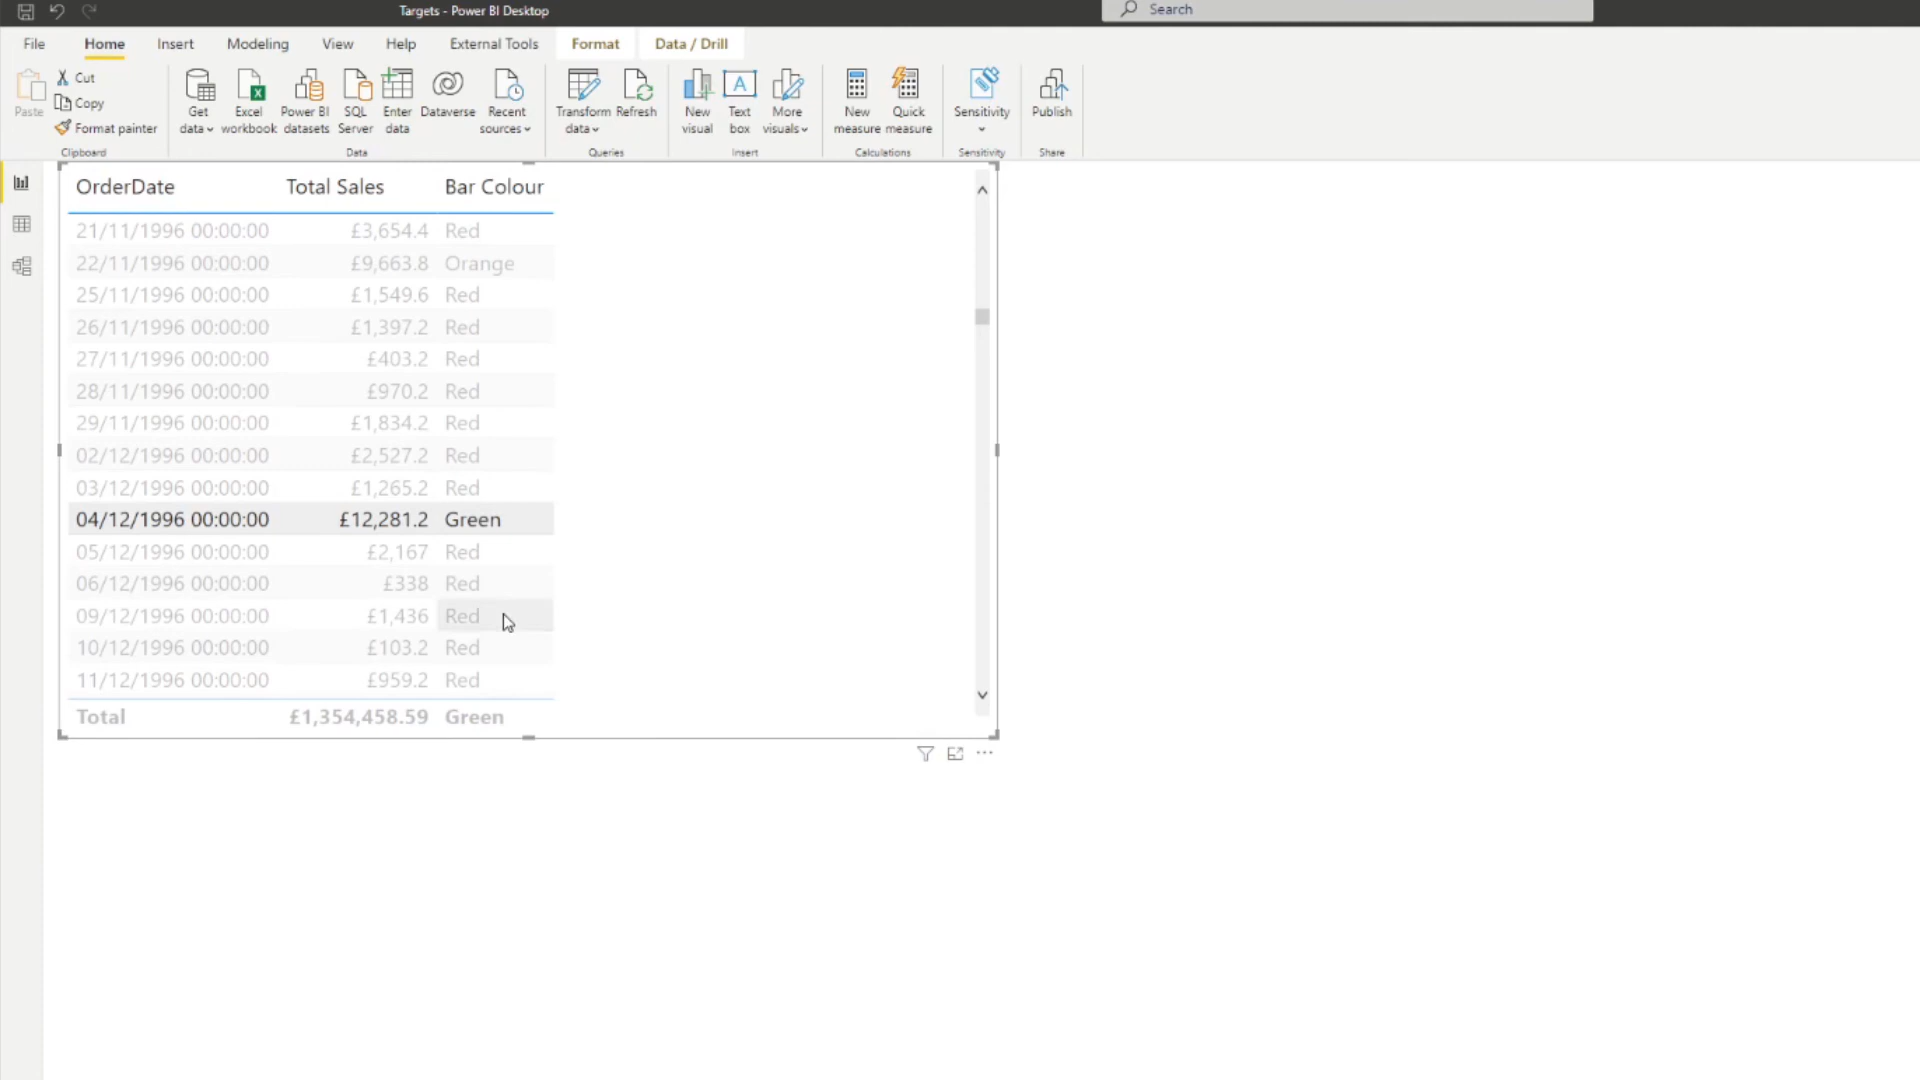 Targets - Power BI Desktop
Search
File Home Insert Modeling View Help External Tools Format Data / Drill
Paste
Cut
Copy
Format painter
Clipboard
Get data
Excel workbook
Power BI datasets
SQL Server
Enter data
Dataverse
Recent sources
Data
Transform data
Refresh
Queries
New visual
A
Text box
More visuals
Insert
New measure
Quick measure
Calculations
Sensitivity
Sensitivity
Publish
Share
OrderDate Total Sales Bar Colour
21/11/1996 00:00:00 £3,654.4 Red
22/11/1996 00:00:00 £9,663.8 Orange
25/11/1996 00:00:00 £1,549.6 Red
26/11/1996 00:00:00 £1,397.2 Red
27/11/1996 00:00:00 £403.2 Red
28/11/1996 00:00:00 £970.2 Red
29/11/1996 00:00:00 £1,834.2 Red
02/12/1996 00:00:00 £2,527.2 Red
03/12/1996 00:00:00 £1,265.2 Red
04/12/1996 00:00:00 £12,281.2 Green
05/12/1996 00:00:00 £2,167 Red
06/12/1996 00:00:00 £338 Red
09/12/1996 00:00:00 £1,436 Red
10/12/1996 00:00:00 £103.2 Red
11/12/1996 00:00:00 £959.2 Red
Total £1,354,458.59 Green